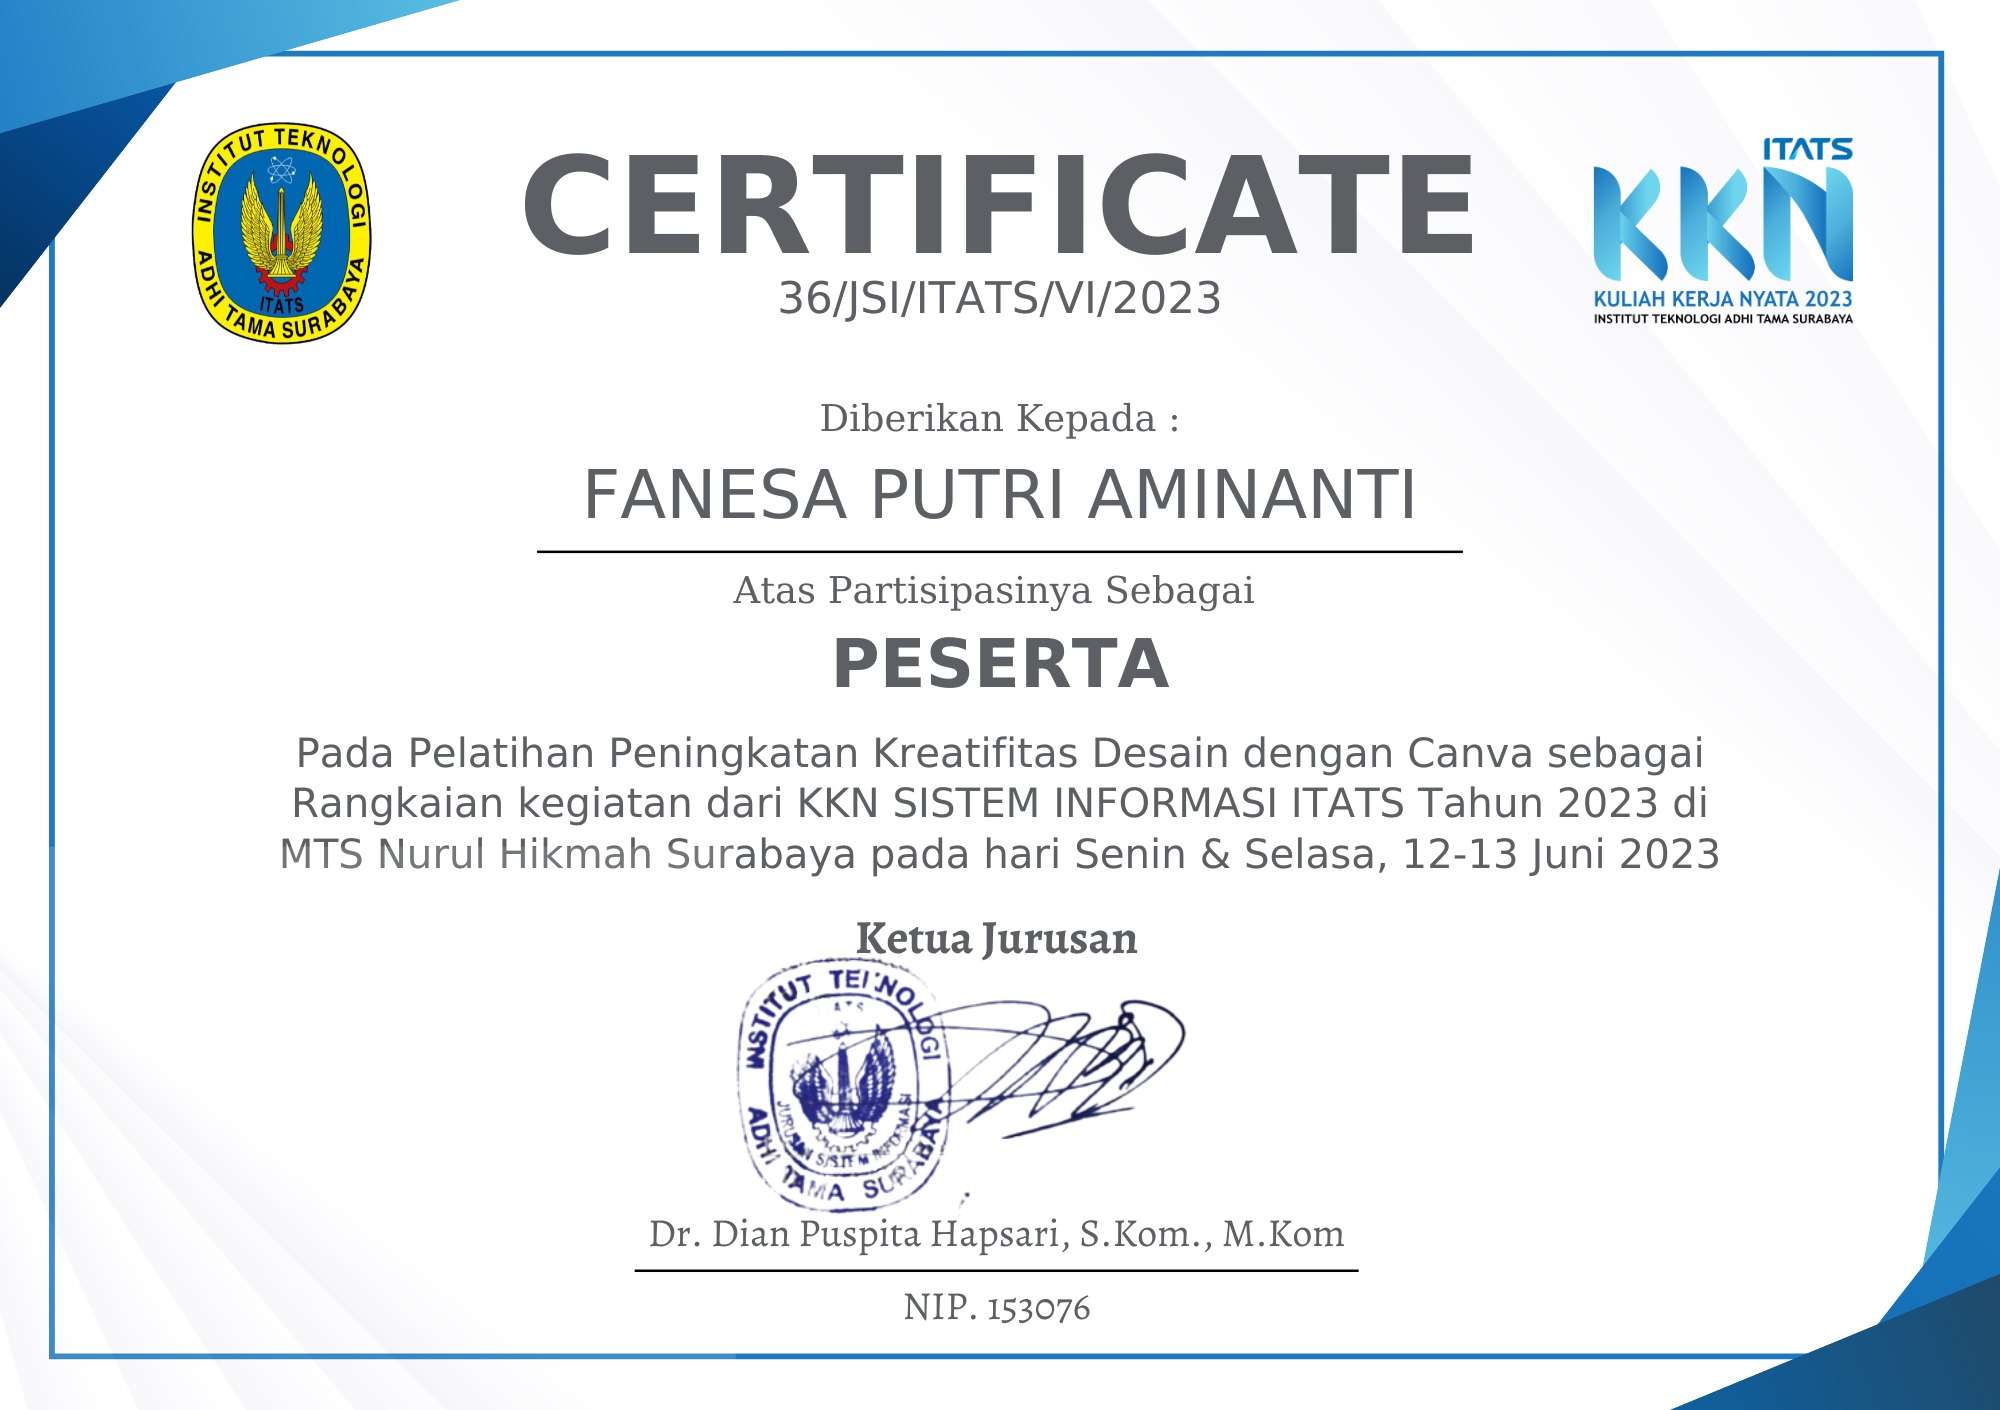 INSTITUT TEKNOLOGI
ADHI TAMA SURABAYA
ITATS
CERTIFICATE
36/JSI/ITATS/VI/2023
ITATS
KKN
KULIAH KERJA NYATA 2023
INSTITUT TEKNOLOGI ADHI TAMA SURABAYA
Diberikan Kepada :
FANESA PUTRI AMINANTI
Atas Partisipasinya Sebagai
PESERTA
Pada Pelatihan Peningkatan Kreatifitas Desain dengan Canva sebagai
Rangkaian kegiatan dari KKN SISTEM INFORMASI ITATS Tahun 2023 di
MTS Nurul Hikmah Surabaya pada hari Senin & Selasa, 12-13 Juni 2023
Ketua Jurusan
INSTITUT TEKNOLOGI
JURUSAN SISTEM INFORMASI
ADHI TAMA SURABAYA
Dr. Dian Puspita Hapsari, S.Kom., M.Kom
NIP. 153076